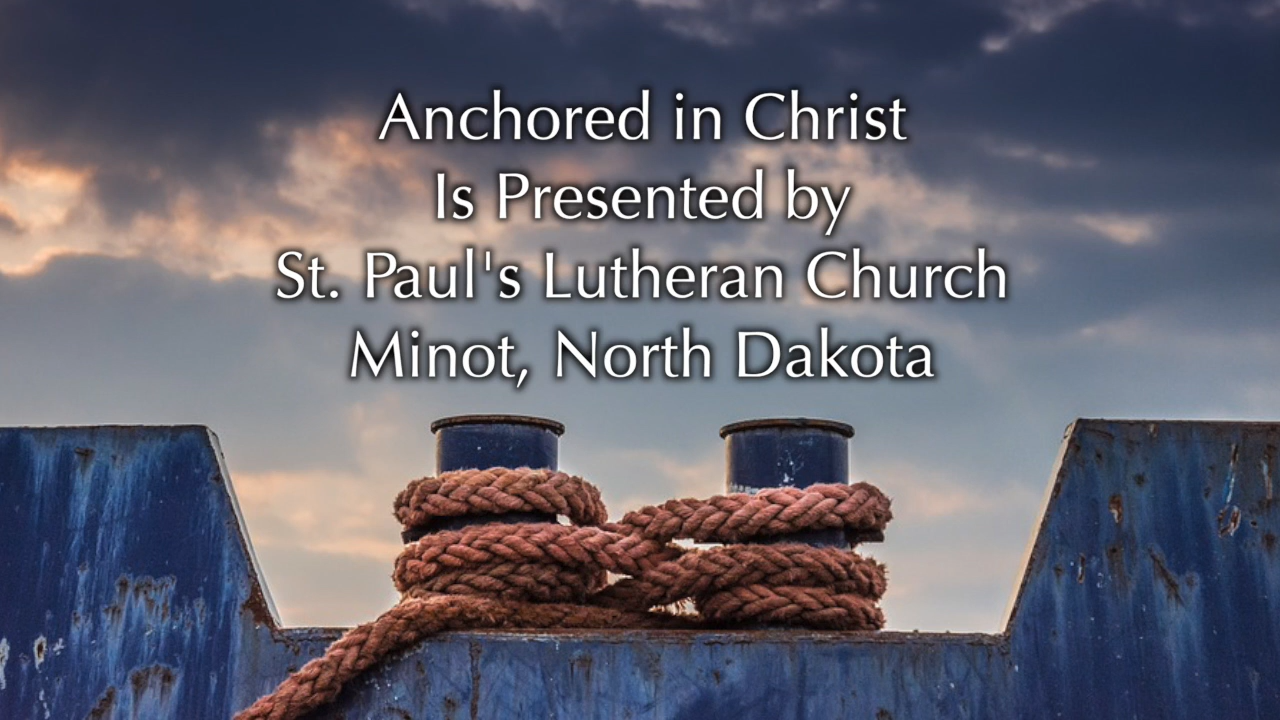 Anchored in Christ
Is Presented by
St. Paul's Lutheran Church
Minot, North Dakota